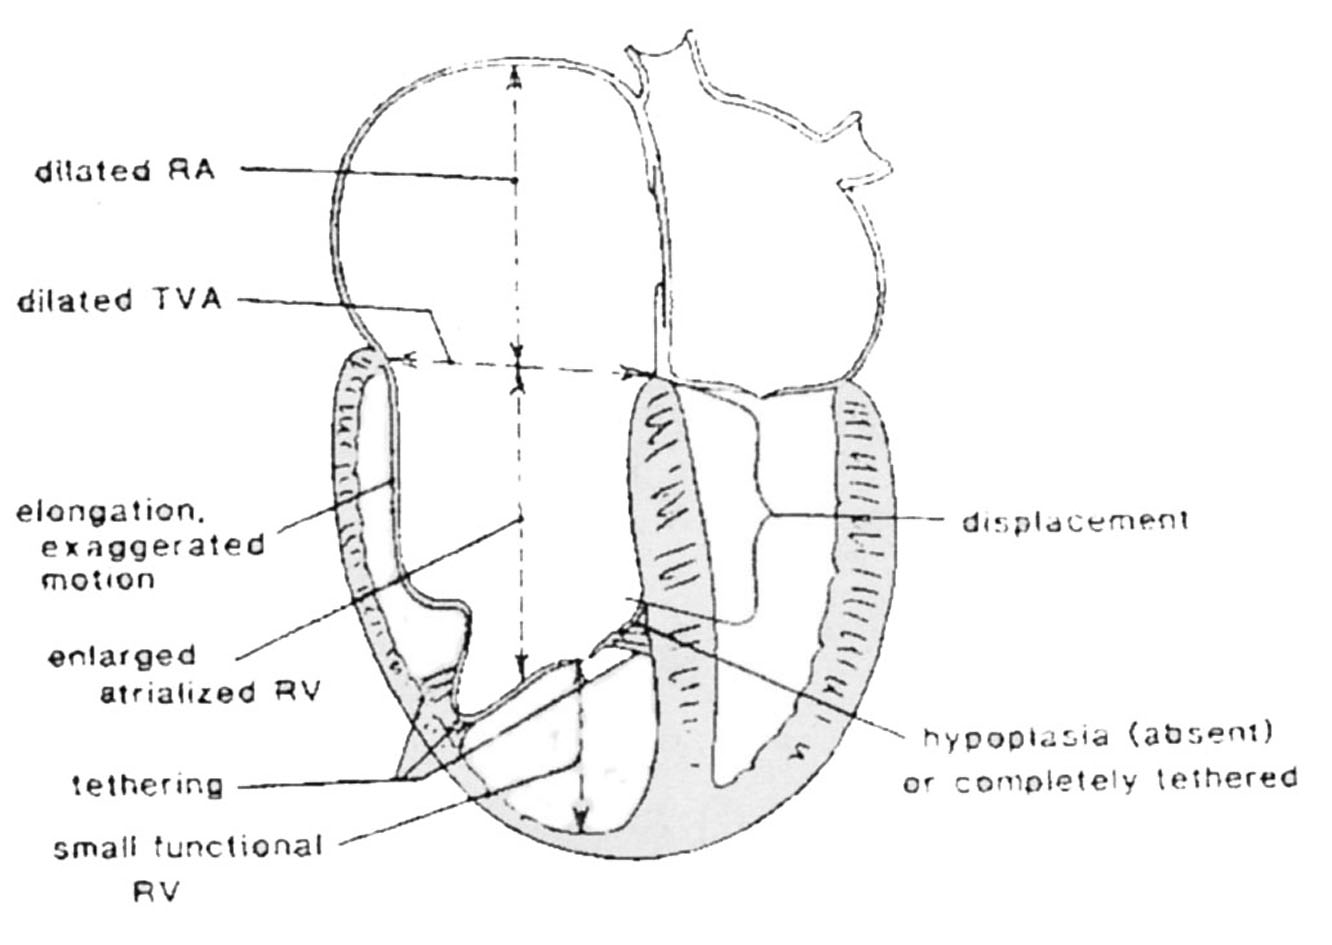 dilated RA
dilated TVA
elongation,
exaggerated
motion
enlarged
atrialized RV
tethering
small functional
RV
displacement
hypoplasia (absent)
or completely tethered